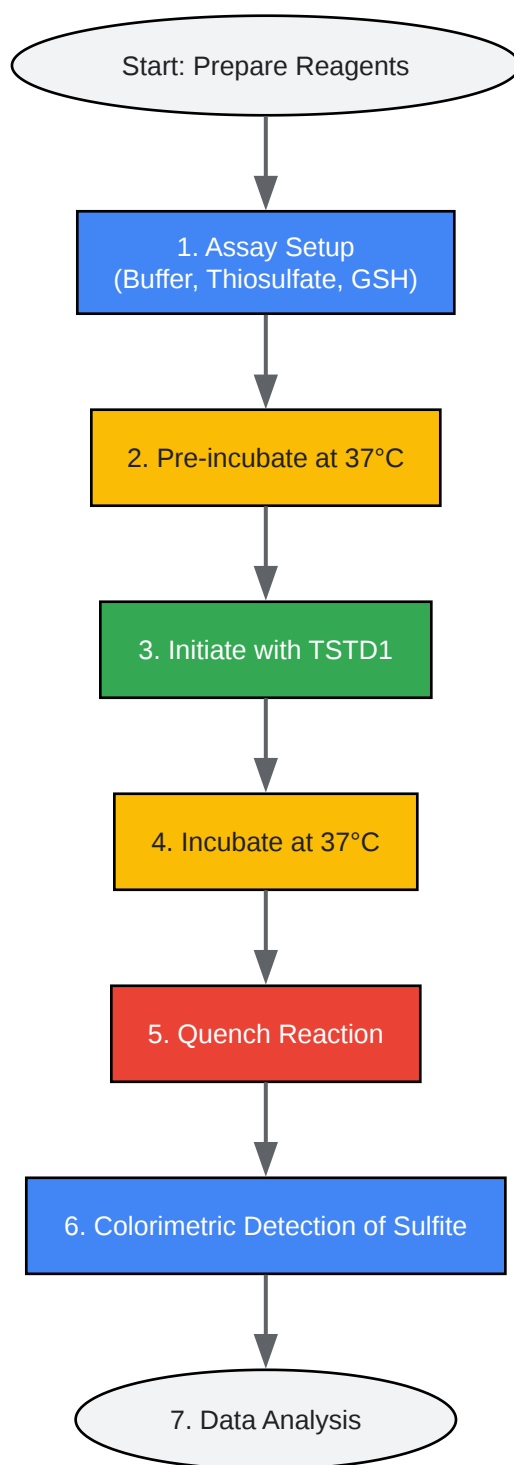 Start: Prepare Reagents
1. Assay Setup
(Buffer, Thiosulfate, GSH)
2. Pre-incubate at 37°C
3. Initiate with TSTD1
4. Incubate at 37°C
5. Quench Reaction
6. Colorimetric Detection of Sulfite
7. Data Analysis